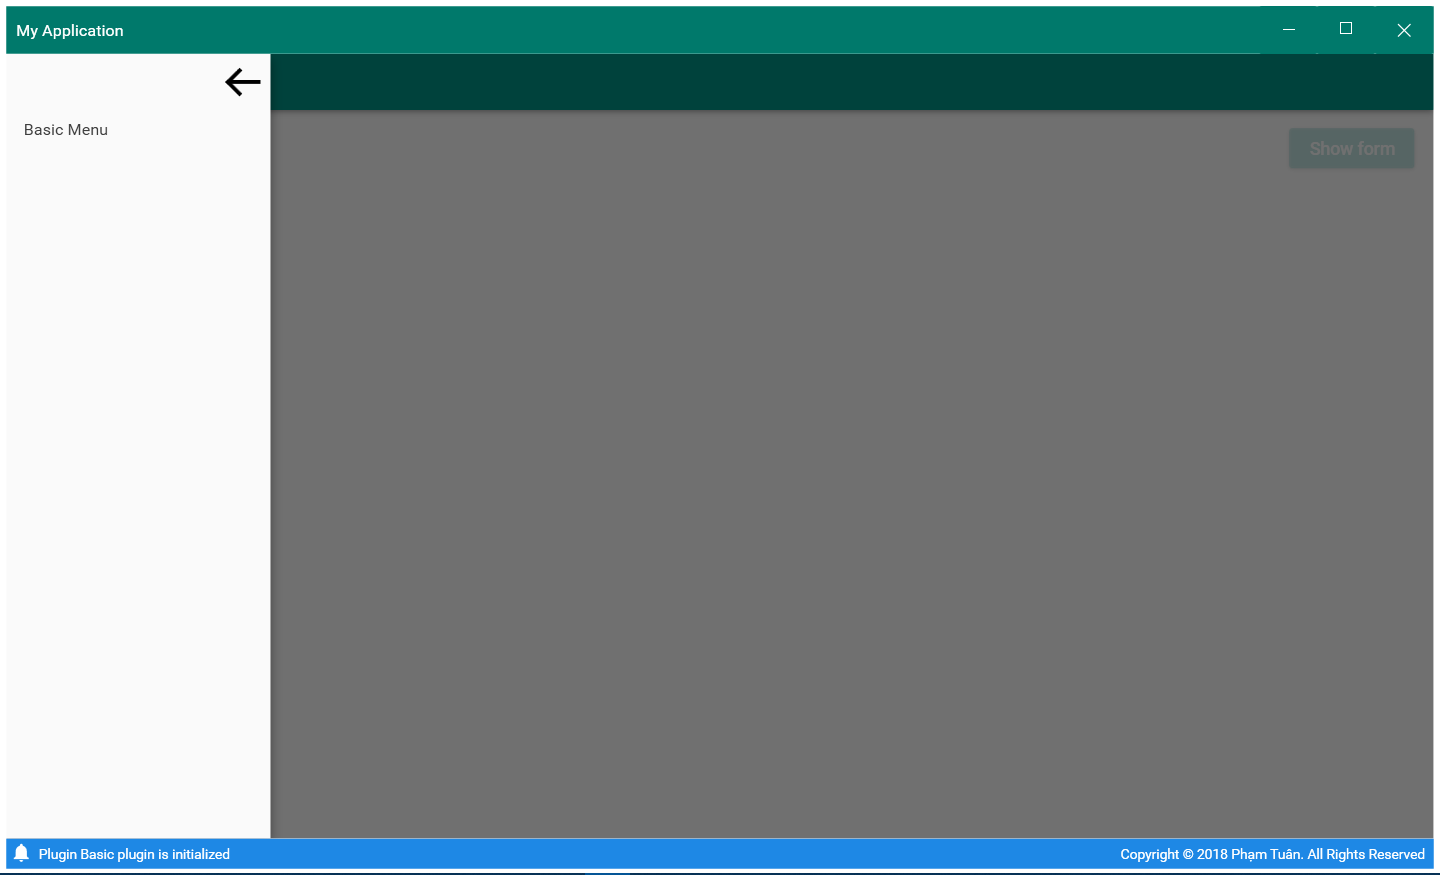 My Application
Basic Menu
Show form
Plugin Basic plugin is initialized
Copyright © 2018 Phạm Tuân. All Rights Reserved